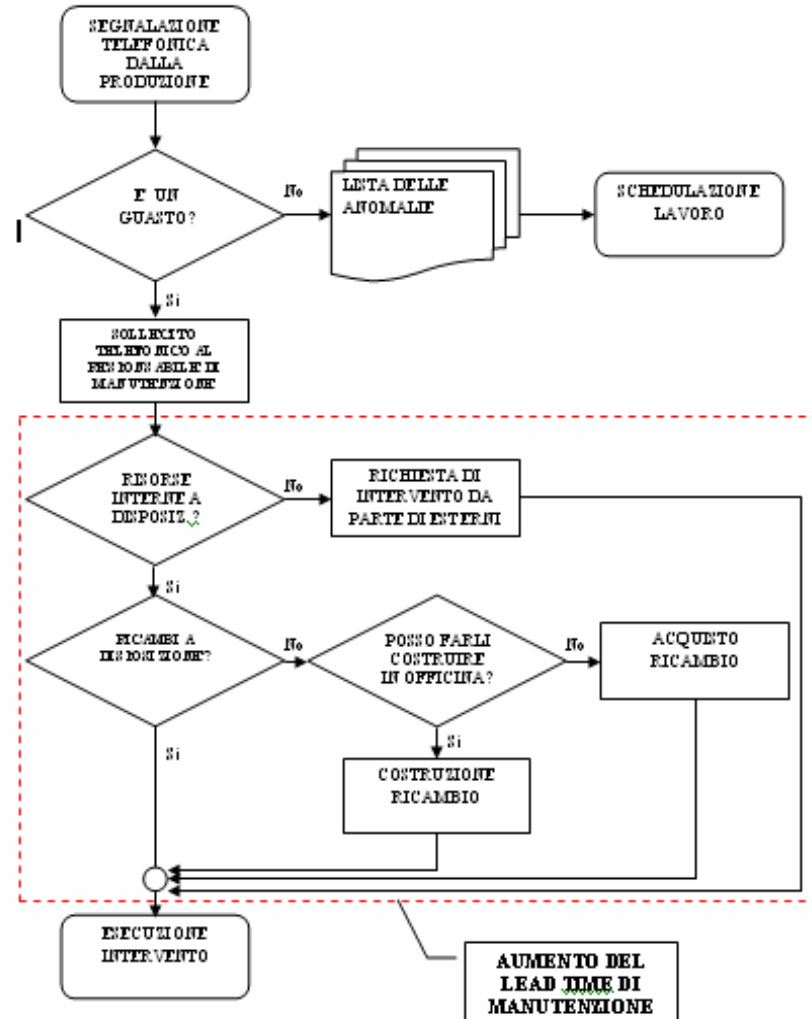 SEGNALAZIONE
TELEFONICA
DALLA
PRODUZIONE
E UN
GUASTO?
No
LISTA DELLE
ANOMALIE
SCHEDULAZIONE
LAVORO
Si
SOLLECITO
TELEFONICO AL
RESPONSABILE DI
MANUTENZIONE
RISORSE
INTERNE A
DISPOSIZ.?
No
RICHIESTA DI
INTERVENTO DA
PARTE DI ESTERNI
Si
RICAMBI A
DISPOSIZIONE?
No
POSSO FARLI
COSTRUIRE
IN OFFICINA?
No
ACQUISTO
RICAMBIO
Si
Si
COSTRUZIONE
RICAMBIO
ESECUZIONE
INTERVENTO
AUMENTO DEL
LEAD TIME DI
MANUTENZIONE